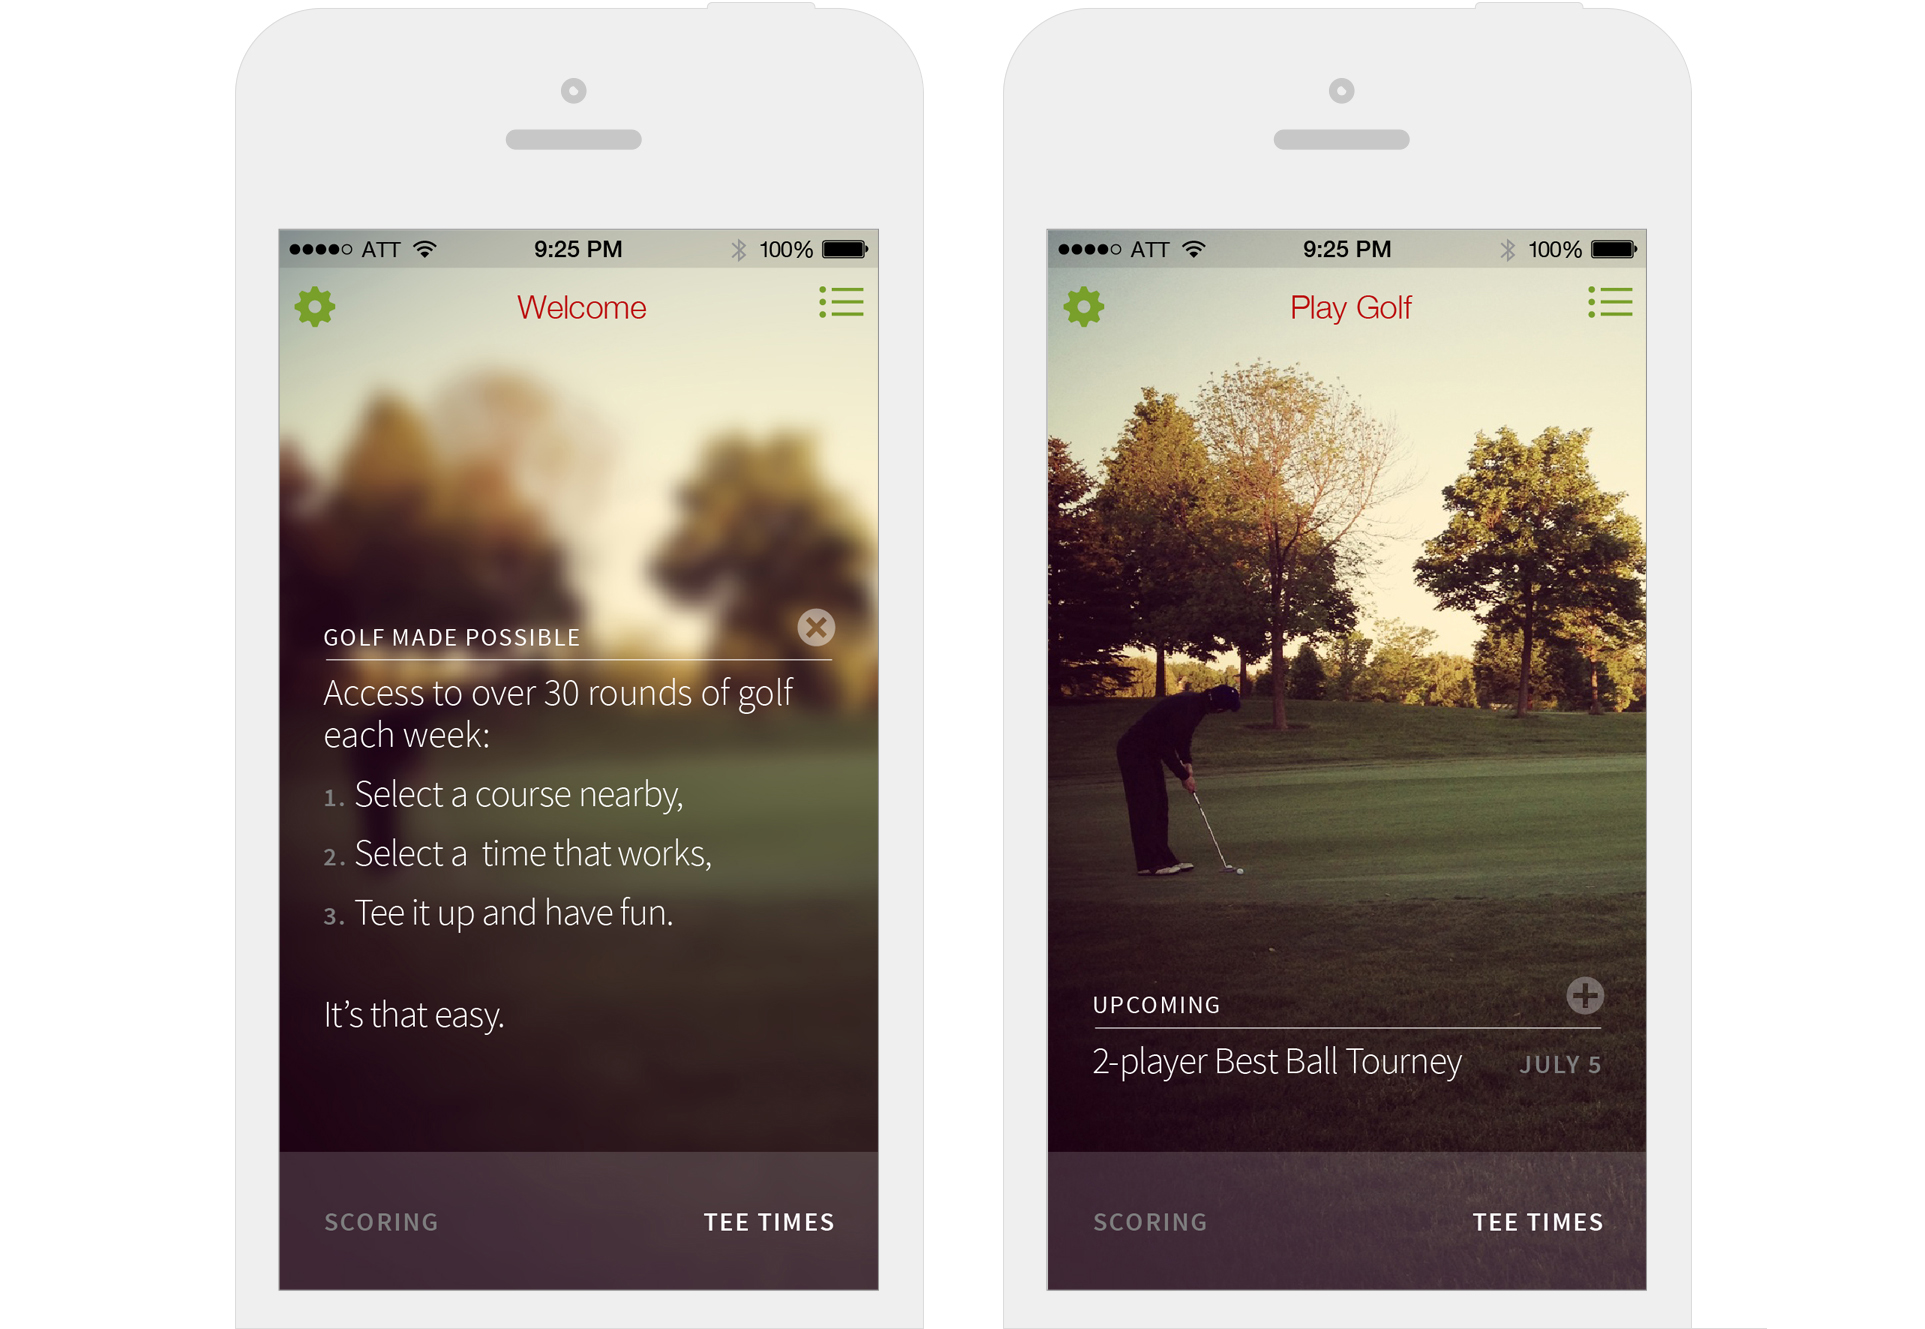 ATT 9:25 PM 100%
Welcome
GOLF MADE POSSIBLE
Access to over 30 rounds of golf
each week:
1. Select a course nearby,
2. Select a time that works,
3. Tee it up and have fun.
It’s that easy.
SCORING TEE TIMES
ATT 9:25 PM 100%
Play Golf
UPCOMING
2-player Best Ball Tourney JULY 5
SCORING TEE TIMES